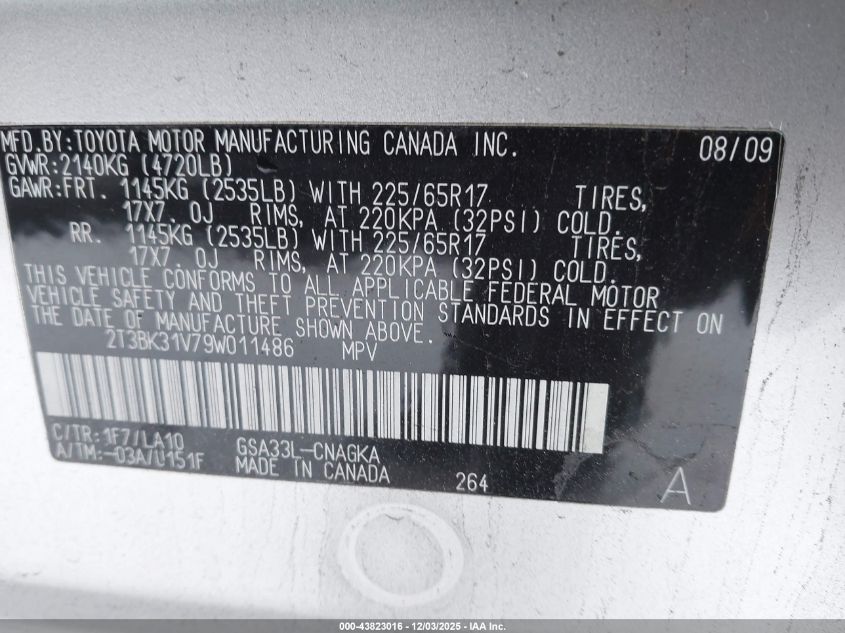 MFD.BY:TOYOTA MOTOR MANUFACTURING CANADA INC. 08/09
GVWR:2140KG (4720LB)
GAWR:FRT. 1145KG (2535LB) WITH 225/65R17 TIRES,
17X7.0J RIMS, AT 220KPA (32PSI) COLD.
RR. 1145KG (2535LB) WITH 225/65R17 TIRES,
17X7.0J RIMS, AT 220KPA (32PSI) COLD.
THIS VEHICLE CONFORMS TO ALL APPLICABLE FEDERAL MOTOR
VEHICLE SAFETY AND THEFT PREVENTION STANDARDS IN EFFECT ON
THE DATE OF MANUFACTURE SHOWN ABOVE.
2T3BK31V79W011486 MPV
C/TR:1F7/LA10 GSA33L-CNAGKA
A/TM:-03A/U151F MADE IN CANADA 264 A
000-43823016 - 12/03/2025 - IAA Inc.